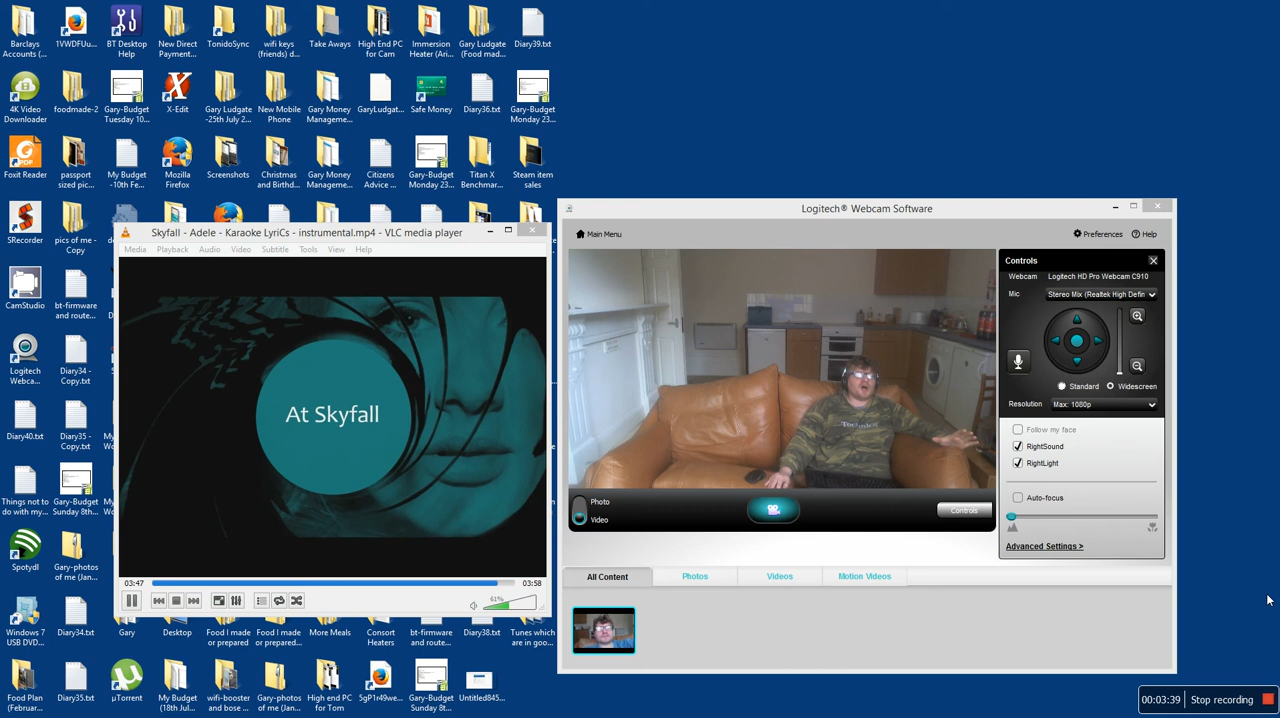 Barclays
Accounts (...
1VWDFUu...
BT Desktop
Help
New Direct
Payment...
TonidoSync
wifi keys
(friends) d...
Take Aways
High End PC
for Cam
Immersion
Heater (Ari...
Gary Ludgate
(Food mad...
Diary39.txt
4K Video
Downloader
foodmade-2
Gary-Budget
Tuesday 10...
X-Edit
Gary Ludgate
-25th July 2...
New Mobile
Phone
Gary Money
Manageme...
GaryLudgat...
Safe Money
Diary36.txt
Gary-Budget
Monday 23...
Foxit Reader
passport
sized pic...
My Budget
-10th Fe...
Mozilla
Firefox
Screenshots
Christmas
and Birthd...
Gary Money
Manageme...
Citizens
Advice ...
Gary-Budget
Monday 23...
Titan X
Benchmar...
Steam item
sales
SRecorder
pics of me -
Copy
CamStudio
bt-firmware
and route...
Logitech
Webca...
Diary34 -
Copy.txt
Diary40.txt
Diary35 -
Copy.txt
Things not to
do with my...
Gary-Budget
Sunday 8th...
Spotydl
Gary-photos
of me (Jan...
Windows 7
USB DVD...
Diary34.txt
Gary
Desktop
Food I made
or prepared
Food I made
or prepared
More Meals
Consort
Heaters
bt-firmware
and route...
Diary38.txt
Tunes which
are in goo...
Food Plan
(Februar...
Diary35.txt
µTorrent
My Budget
(18th Jul...
wifi-booster
and bose ...
Gary-photos
of me (Jan...
High end PC
for Tom
5gP1r49we...
Gary-Budget
Sunday 8th...
Untitled845...
Skyfall - Adele - Karaoke LyriCs - instrumental.mp4 - VLC media player
Media Playback Audio Video Subtitle Tools View Help
At Skyfall
03:47
03:58
61%
Logitech® Webcam Software
Main Menu
Preferences
Help
Technics
Photo
Video
Controls
Controls
Webcam Logitech HD Pro Webcam C910
Mic Stereo Mix (Realtek High Defin
Standard
Widescreen
Resolution Max: 1080p
Follow my face
RightSound
RightLight
Auto-focus
Advanced Settings >
All Content
Photos
Videos
Motion Videos
00:03:39
Stop recording